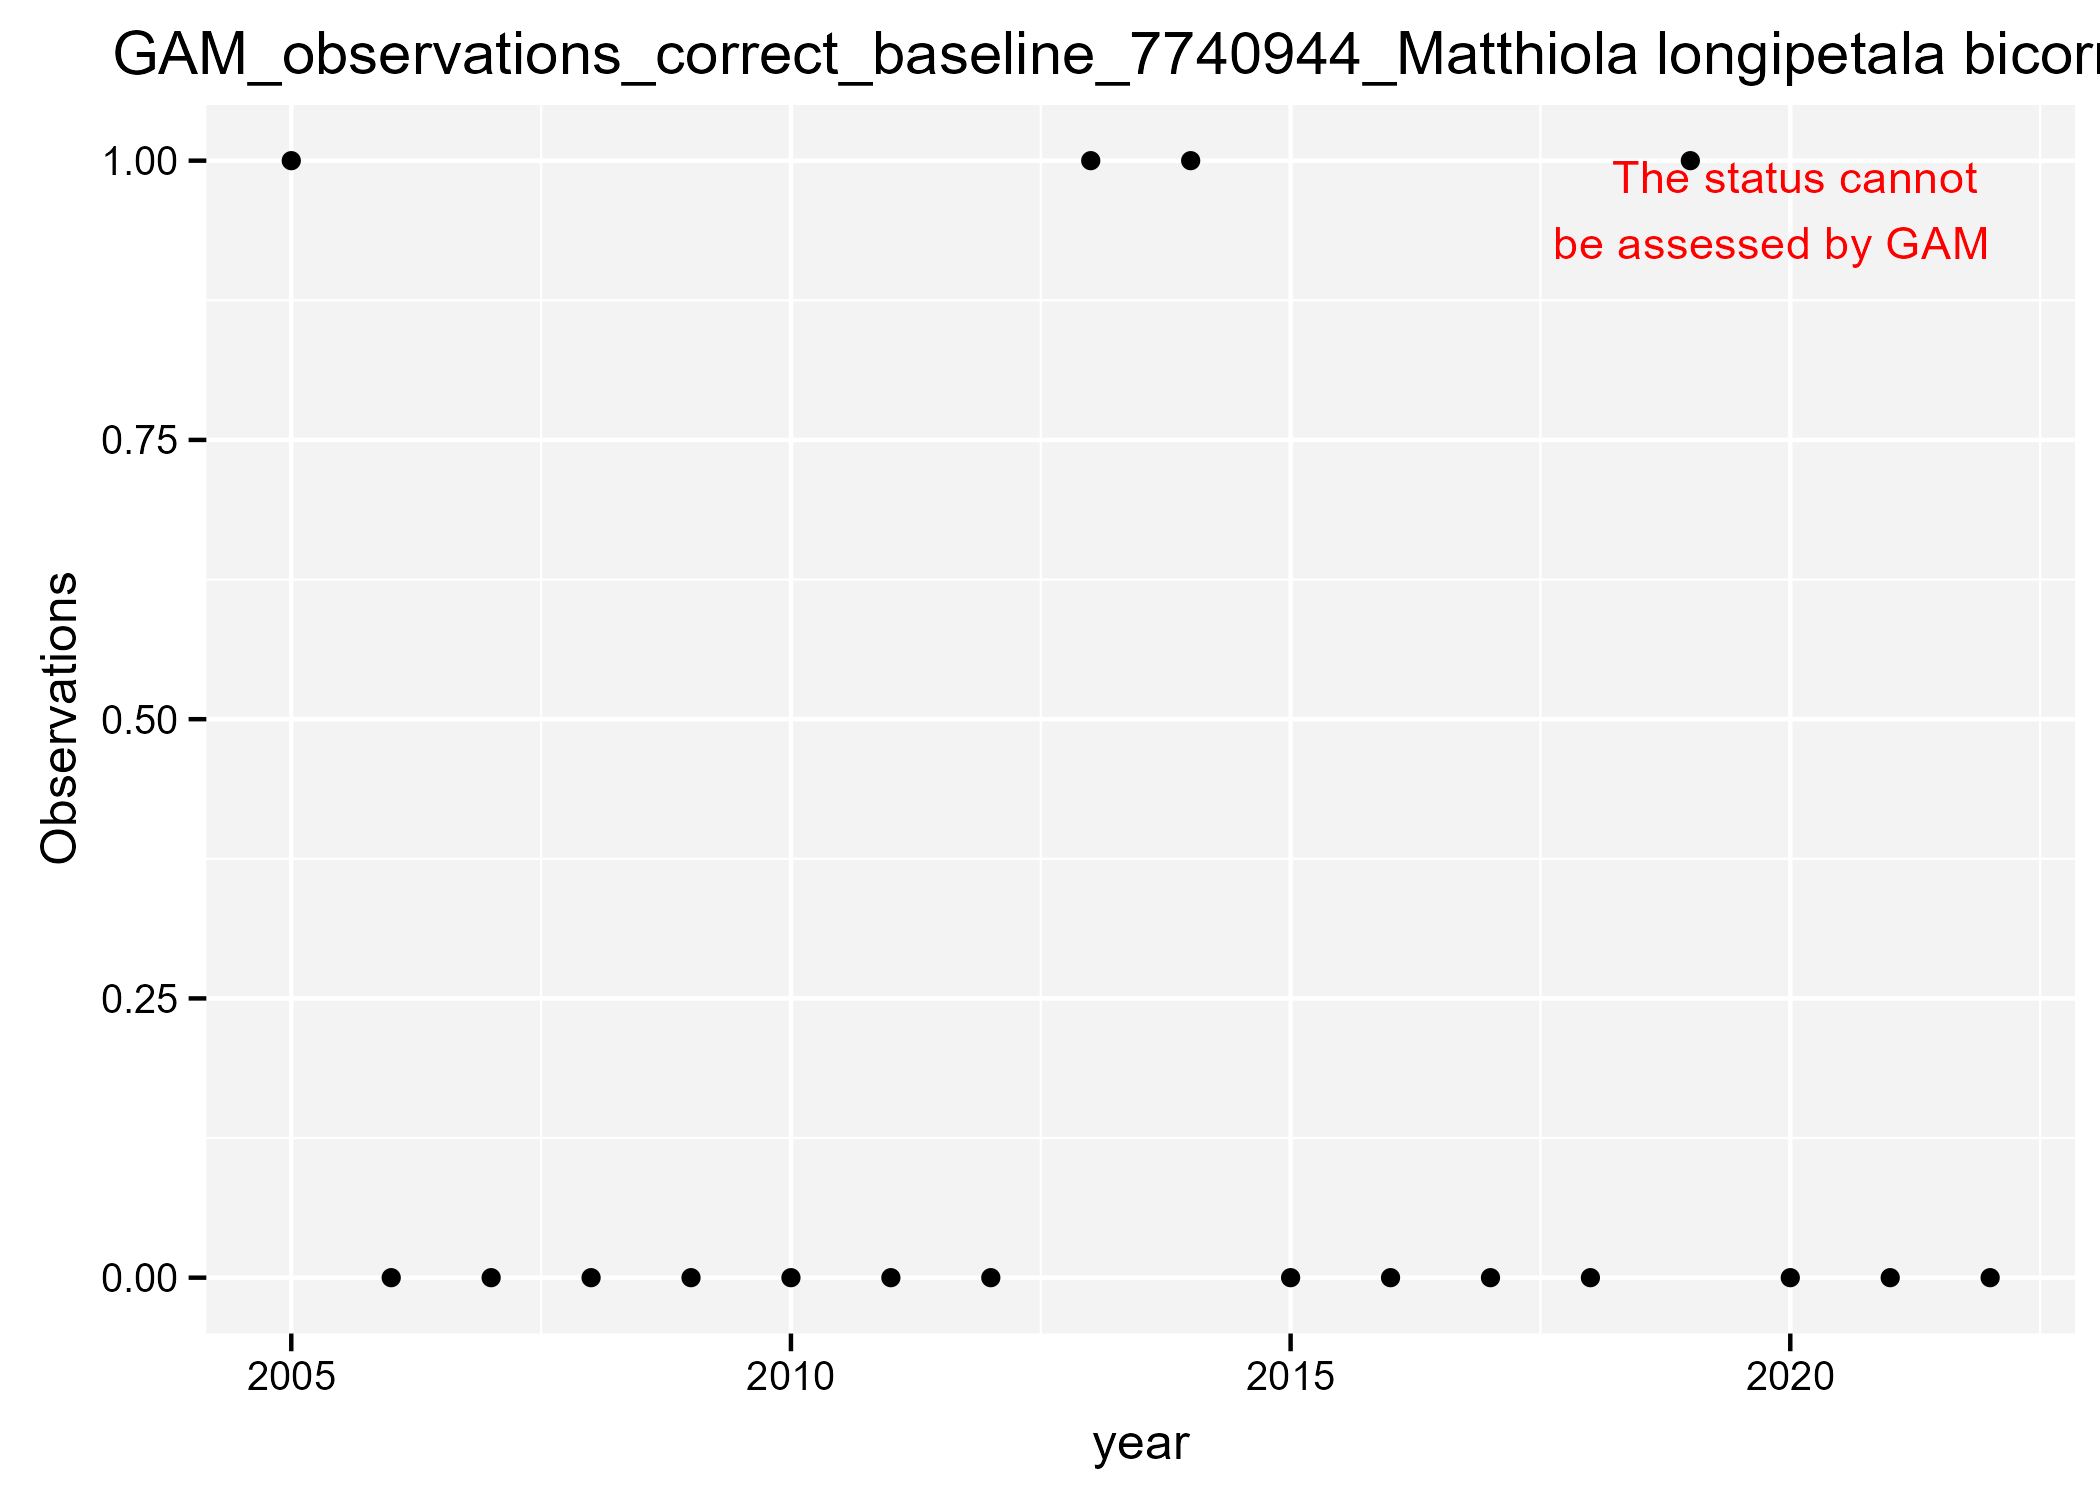 GAM_observations_correct_baseline_7740944_Matthiola longipetala
1.00
The status cannot
be assessed by GAM
0.75
0.50
0.25
0.00
Observations
2005 2010 2015 2020
year